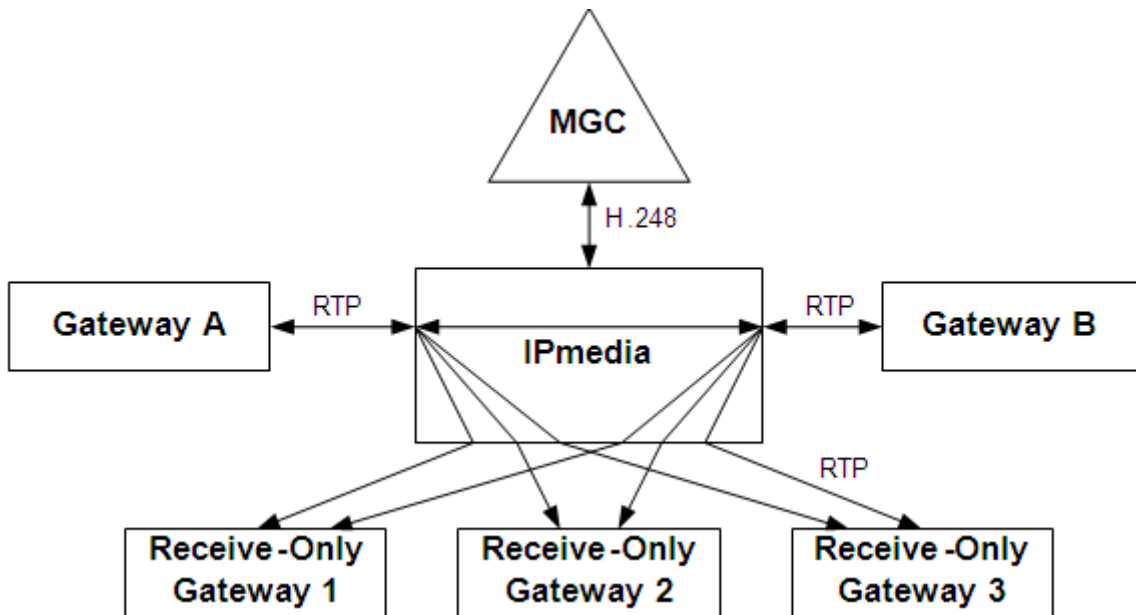 MGC
H.248
Gateway A
RTP
RTP
Gateway B
IPmedia
RTP
Receive-Only
Gateway 1
Receive-Only
Gateway 2
Receive-Only
Gateway 3